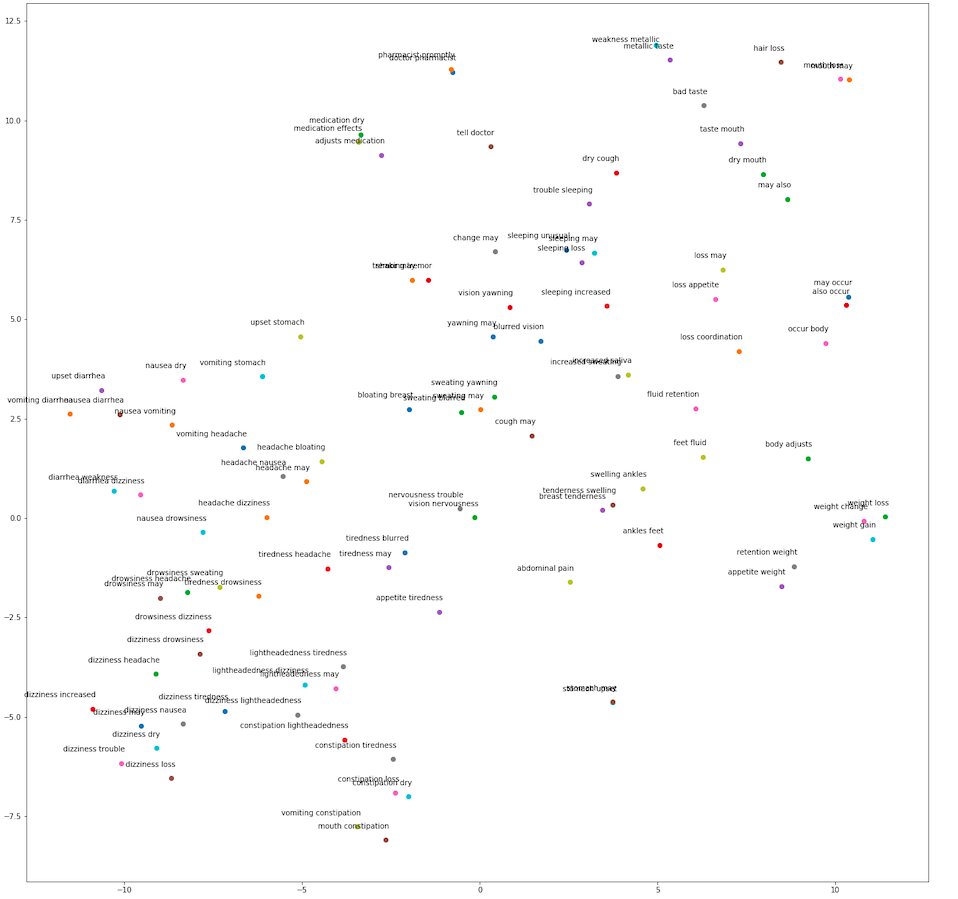 12.5
weakness metallic
metallic taste
hair loss
pharmacist promptly
doctor pharmacist
mouth may
bad taste
10.0
medication dry
medication effects
adjusts medication
tell doctor
taste mouth
dry cough
dry mouth
may also
trouble sleeping
7.5
change may
sleeping unusual
sleeping may
sleeping loss
loss may
vision yawning
sleeping increased
loss appetite
may occur
also occur
5.0
upset stomach
yawning may
blurred vision
loss coordination
occur body
vomiting stomach
nausea dry
increased sweating
increased saliva
upset diarrhea
sweating yawning
bloating breast
sweating blurred
sweating may
fluid retention
vomiting diarrhea
nausea diarrhea
nausea vomiting
2.5
cough may
vomiting headache
headache bloating
feet fluid
body adjusts
headache nausea
headache may
diarrhea weakness
diarrhea dizziness
swelling ankles
nervousness trouble
tenderness swelling
breast tenderness
vision nervousness
headache dizziness
weight loss
weight change
0.0
nausea drowsiness
ankles feet
weight gain
tiredness blurred
tiredness headache
tiredness may
retention weight
abdominal pain
appetite weight
drowsiness sweating
drowsiness headache
drowsiness may
tiredness drowsiness
appetite tiredness
−2.5
drowsiness dizziness
dizziness drowsiness
lightheadedness tiredness
dizziness headache
lightheadedness dizziness
lightheadedness may
dizziness increased
dizziness tiredness
dizziness lightheadedness
dizziness may
dizziness nausea
−5.0
constipation lightheadedness
dizziness dry
constipation tiredness
dizziness trouble
dizziness loss
constipation loss
constipation dry
−7.5
vomiting constipation
mouth constipation
−10
−5
0
5
10